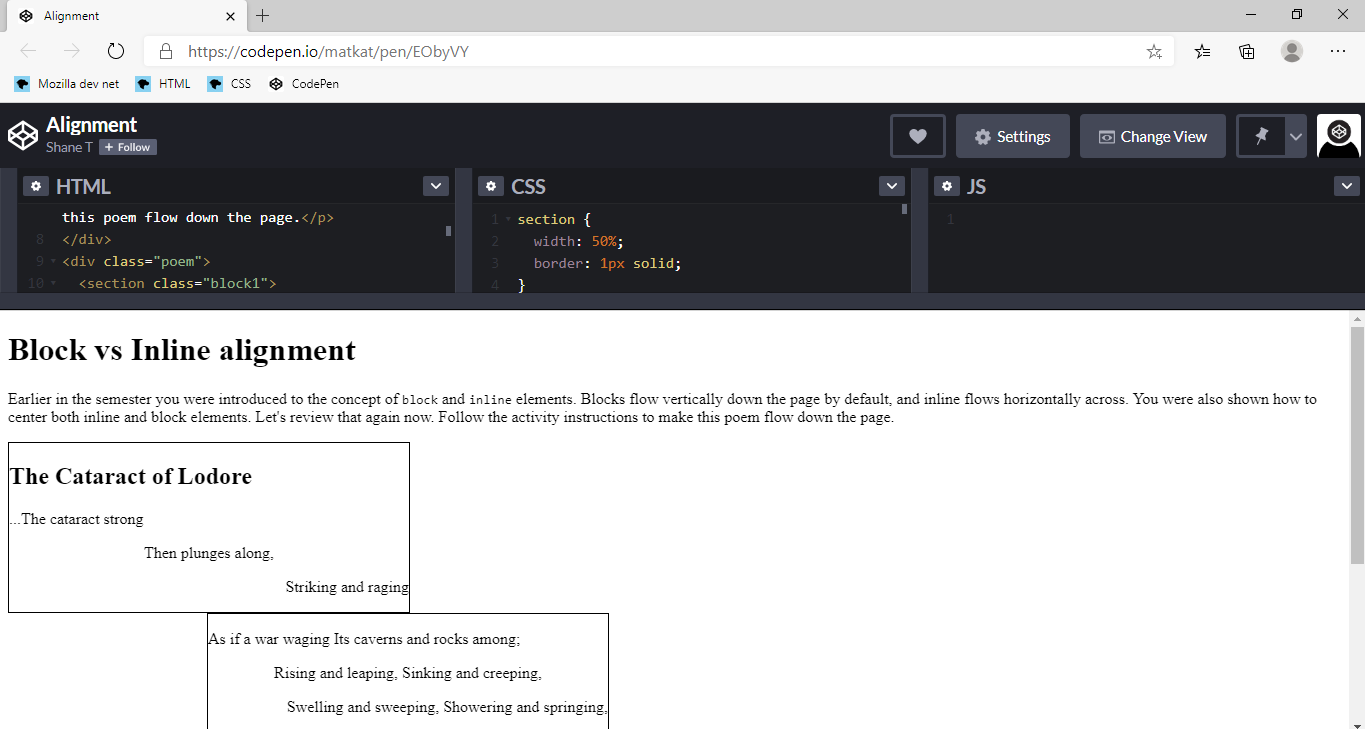 Alignment
https://codepen.io/matkat/pen/EObyVY
Mozilla dev net HTML CSS CodePen
Alignment
Shane T + Follow
Settings Change View
HTML
this poem flow down the page.</p>
8 </div>
9 <div class="poem">
10 <section class="block1">
CSS
1 section {
2 width: 50%;
3 border: 1px solid;
4 }
JS
1
Block vs Inline alignment
Earlier in the semester you were introduced to the concept of block and inline elements. Blocks flow vertically down the page by default, and inline flows horizontally across. You were also shown how to
center both inline and block elements. Let's review that again now. Follow the activity instructions to make this poem flow down the page.
The Cataract of Lodore
...The cataract strong
Then plunges along,
Striking and raging
As if a war waging Its caverns and rocks among;
Rising and leaping, Sinking and creeping,
Swelling and sweeping, Showering and springing,